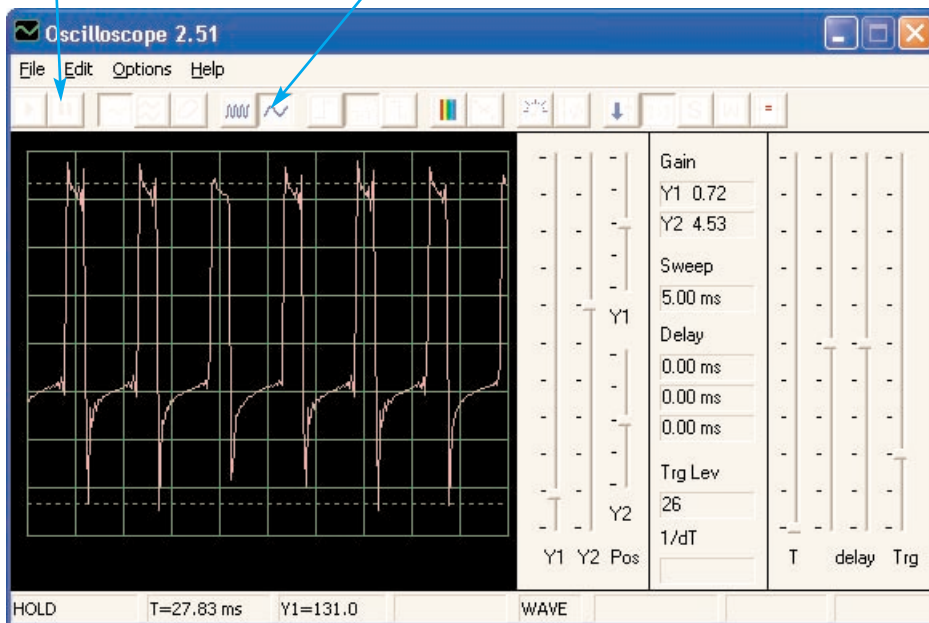 Oscilloscope 2.51
File Edit Options Help
Gain
Y1 0.72
Y2 4.53
Sweep
5.00 ms
Y1
Delay
0.00 ms
0.00 ms
0.00 ms
Trg Lev
26
Y2
1/dT
Y1 Y2 Pos
T delay Trg
HOLD T=27.83 ms Y1=131.0 WAVE